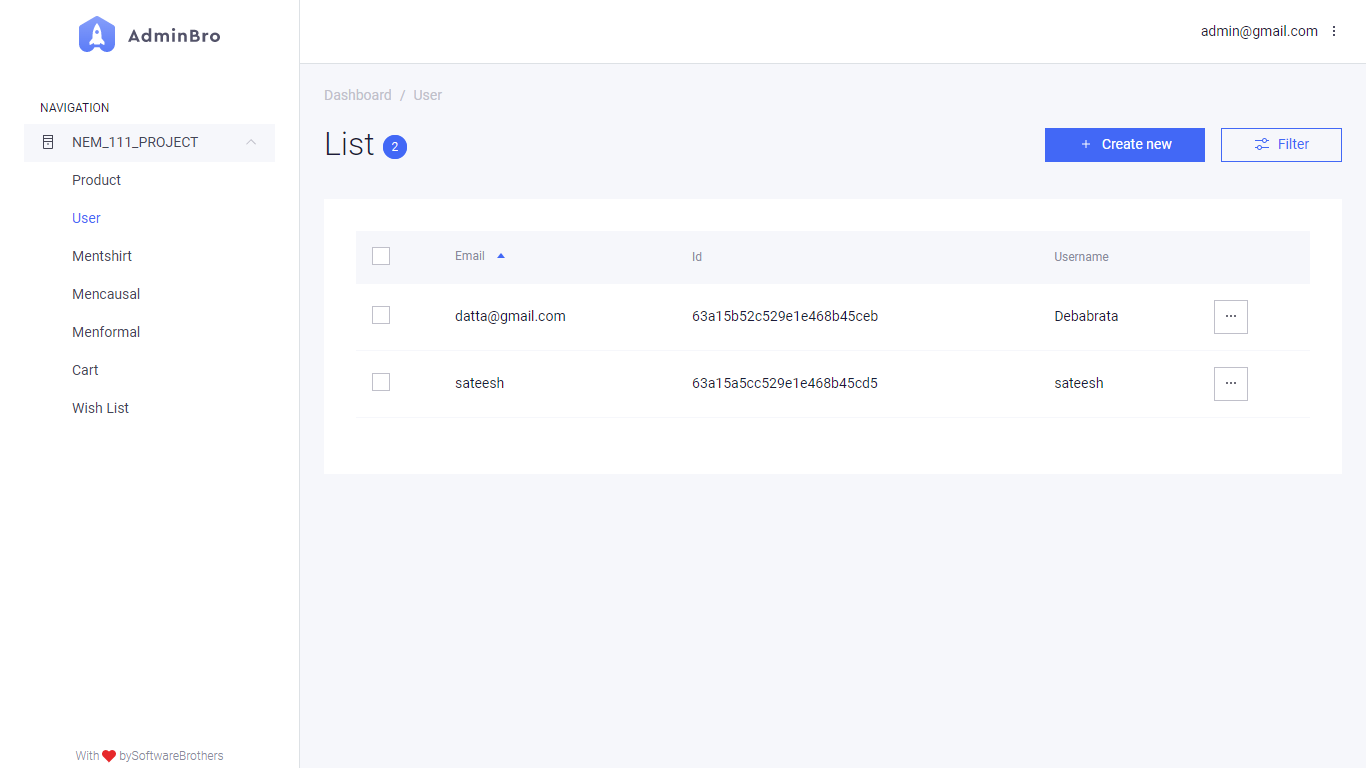 AdminBro
admin@gmail.com
NAVIGATION
NEM_111_PROJECT
Product
User
Mentshirt
Mencausal
Menformal
Cart
Wish List
With ❤ bySoftwareBrothers
Dashboard / User
List 2
+ Create new
Filter
Email Id Username
datta@gmail.com 63a15b52c529e1e468b45ceb Debabrata
sateesh 63a15a5cc529e1e468b45cd5 sateesh